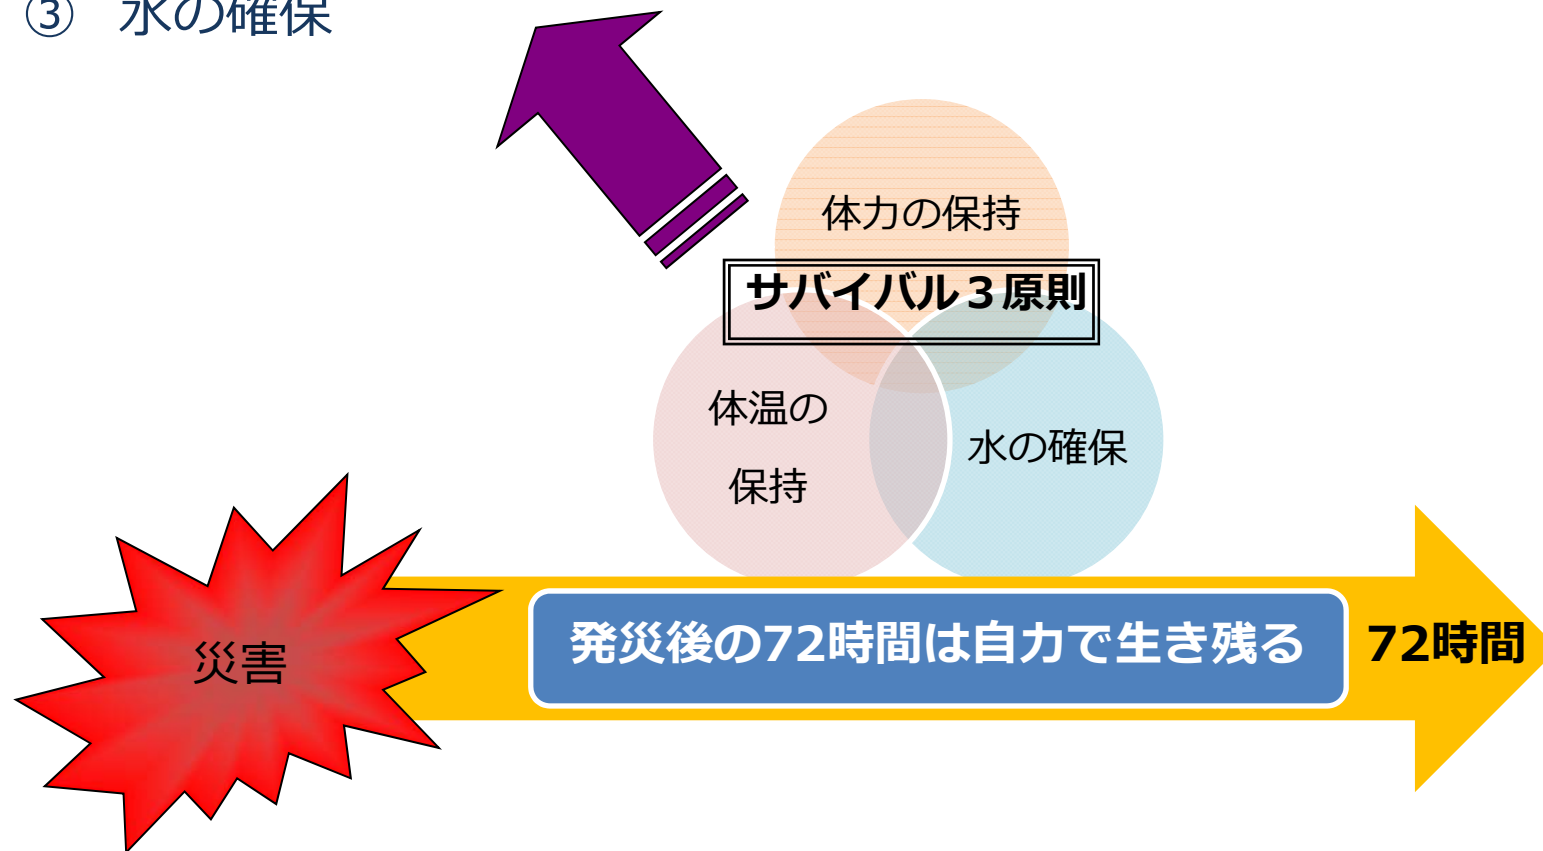 ③ 水の確保
体力の保持
サバイバル３原則
体温の
保持
水の確保
災害
発災後の72時間は自力で生き残る
72時間